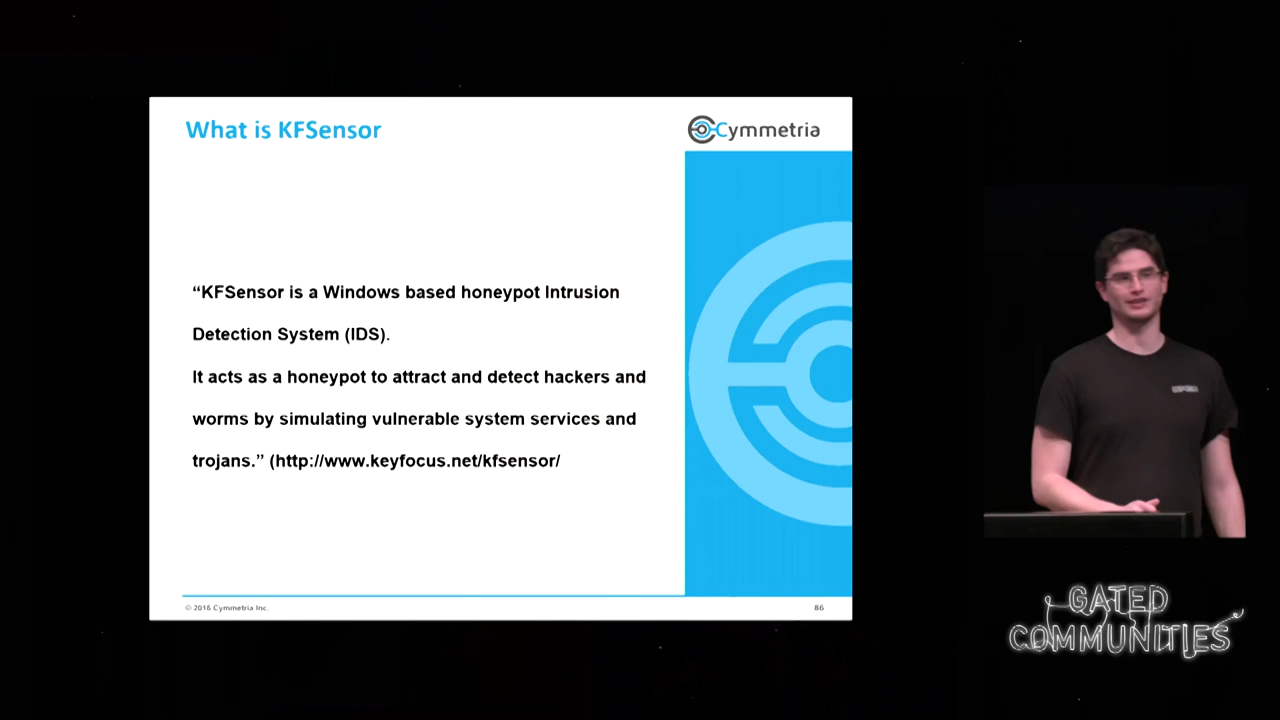 What is KFSensor
Cymmetria
“KFSensor is a Windows based honeypot Intrusion
Detection System (IDS).
It acts as a honeypot to attract and detect hackers and
worms by simulating vulnerable system services and
trojans.” (http://www.keyfocus.net/kfsensor/
© 2016 Cymmetria Inc.
86
GATED
COMMUNITIES